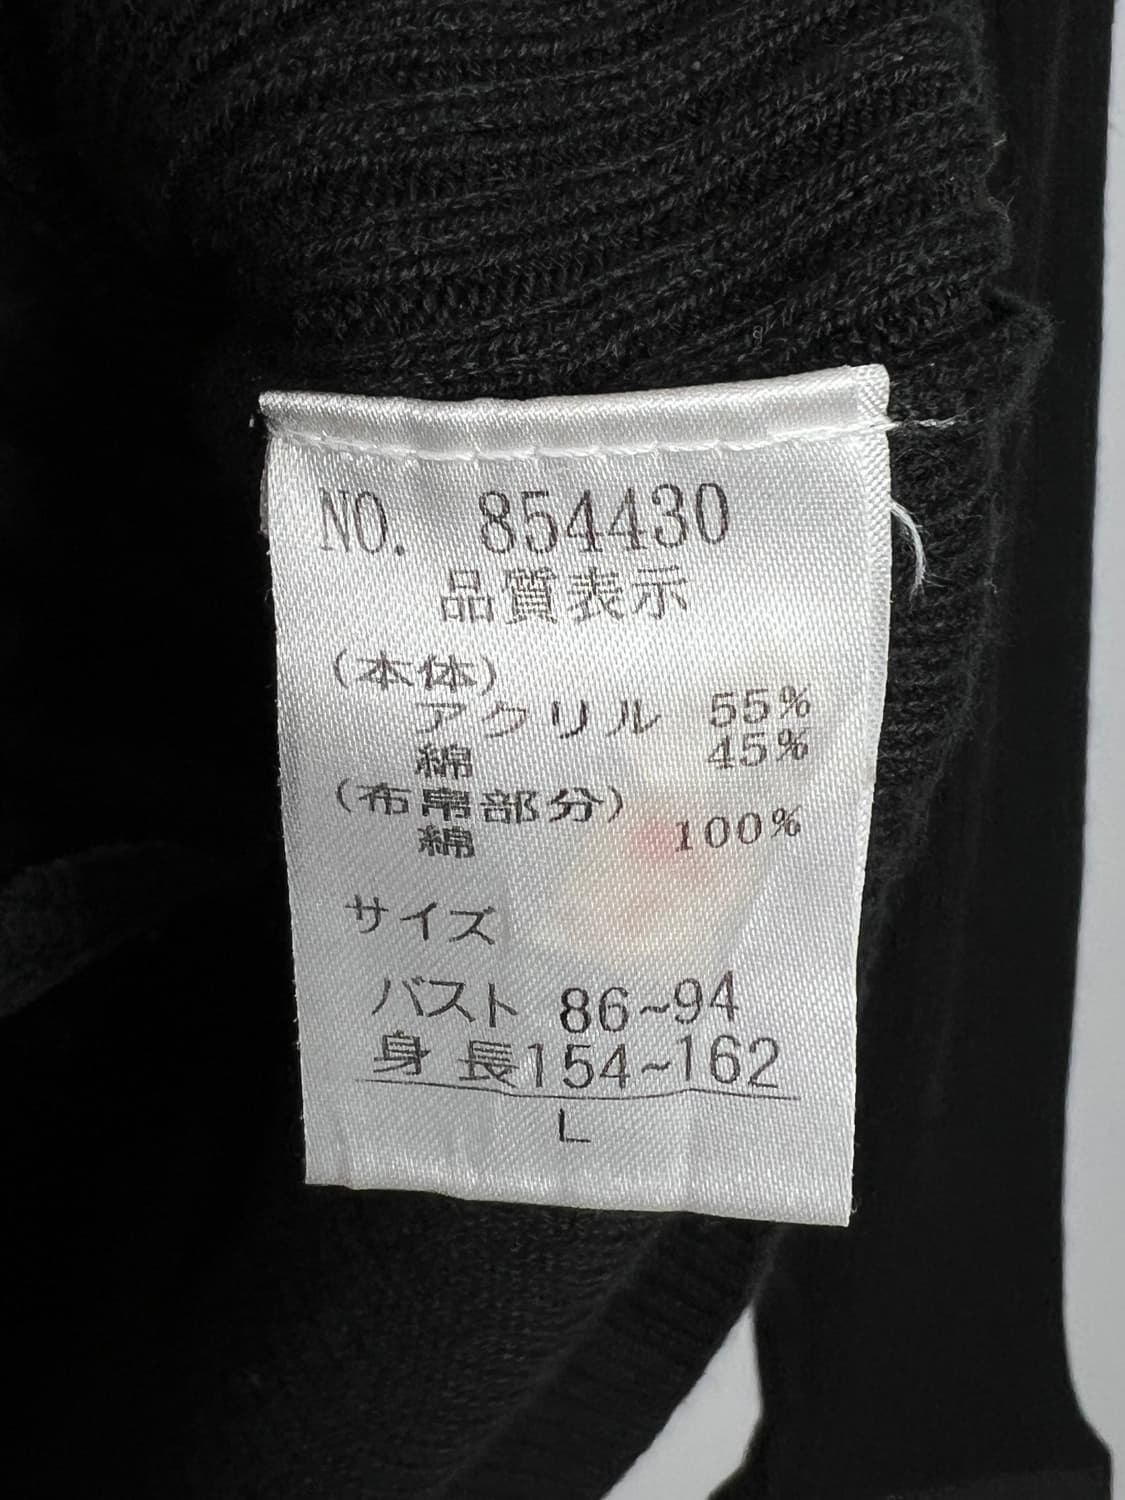 NO. 854430
品質表示
(本体)
アクリル 55%
綿 45%
(布帛部分)
綿 100%
サイズ
バスト 86~94
身 長154~162
L